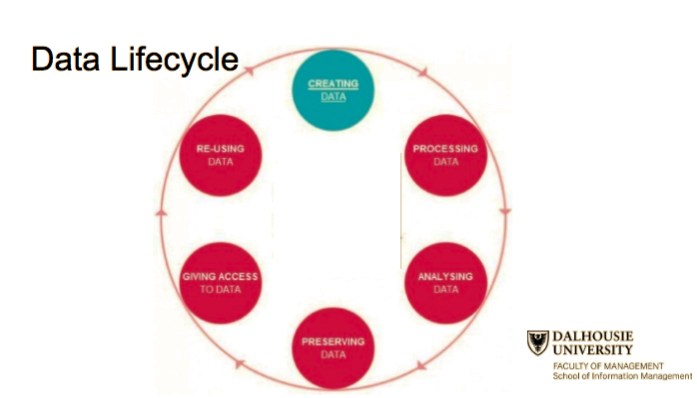 Data Lifecycle
CREATING
DATA
PROCESSING
DATA
ANALYSING
DATA
PRESERVING
DATA
GIVING ACCESS
TO DATA
RE-USING
DATA
DALHOUSIE
UNIVERSITY
FACULTY OF MANAGEMENT
School of Information Management